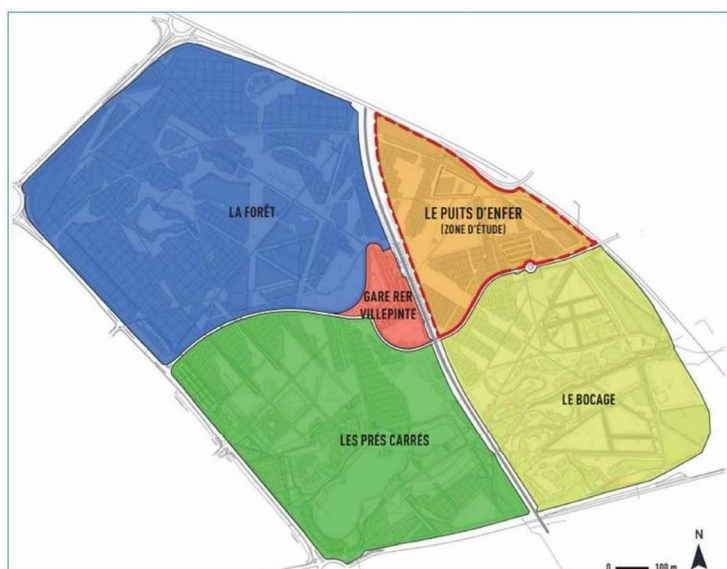 LA FORÊT
LE PUITS D'ENFER
(ZONE D'ÉTUDE)
GARE RER
VILLEPINTE
LE BOCAGE
LES PRÉS CARRÉS
N
0 100 m